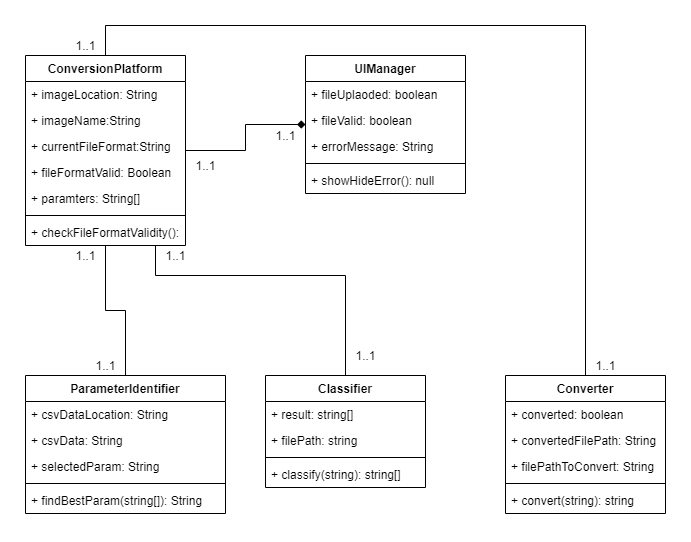 1..1
ConversionPlatform
+ imageLocation: String
+ imageName:String
+ currentFileFormat:String
+ fileFormatValid: Boolean
+ paramters: String[]
+ checkFileFormatValidity():
1..1
1..1
UIManager
+ fileUplaoded: boolean
+ fileValid: boolean
+ errorMessage: String
+ showHideError(): null
1..1
1..1
1..1
ParameterIdentifier
+ csvDataLocation: String
+ csvData: String
+ selectedParam: String
+ findBestParam(string[]): String
1..1
Classifier
+ result: string[]
+ filePath: string
+ classify(string): string[]
1..1
1..1
Converter
+ converted: boolean
+ convertedFilePath: String
+ filePathToConvert: String
+ convert(string): string